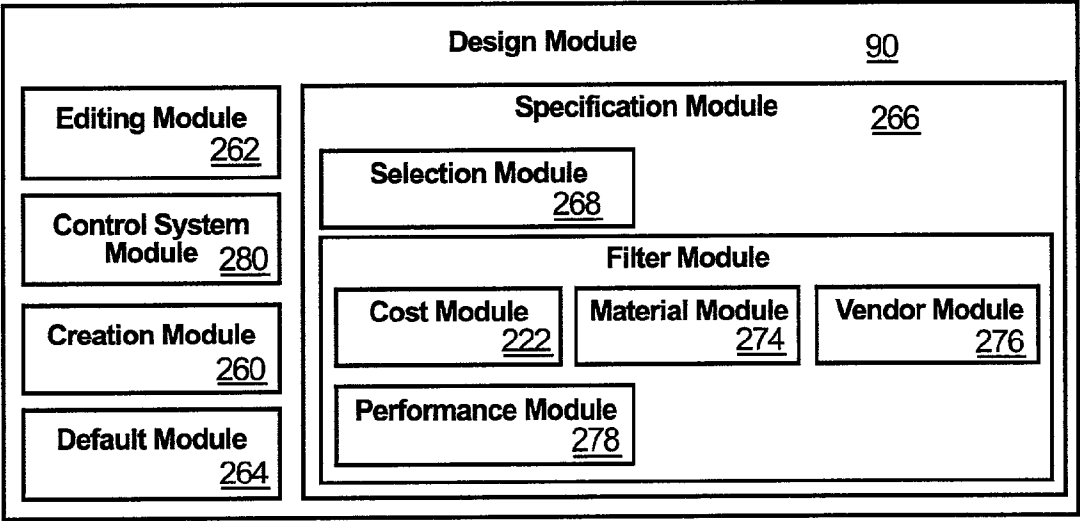 Design Module 90
Editing Module
262
Control System
Module 280
Creation Module
260
Default Module
264
Specification Module 266
Selection Module
268
Filter Module
Cost Module
222
Material Module
274
Vendor Module
276
Performance Module
278